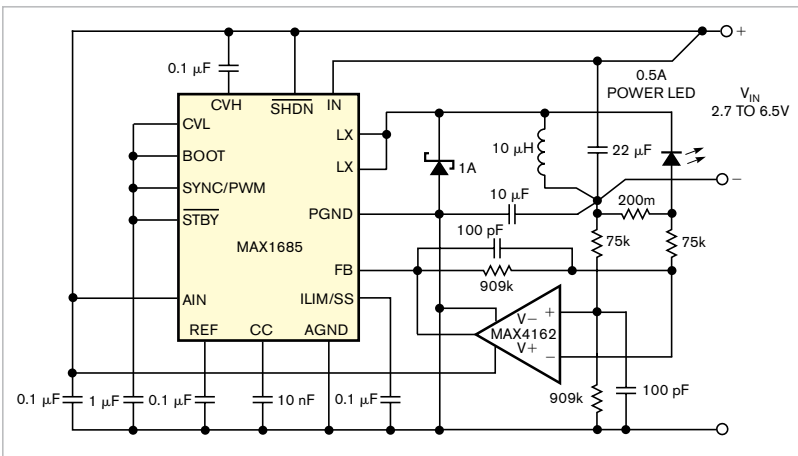 +
0.1 µF
0.5A
POWER LED
V_IN
2.7 TO 6.5V
CVH
SHDN
IN
CVL
LX
BOOT
LX
10 µH
22 µF
1A
SYNC/PWM
−
STBY
PGND
10 µF
200m
100 pF
75k
75k
MAX1685
FB
909k
AIN
ILIM/SS
V−
+
MAX4162
V+
−
REF
CC
AGND
0.1 µF
1 µF
0.1 µF
10 nF
0.1 µF
909k
100 pF